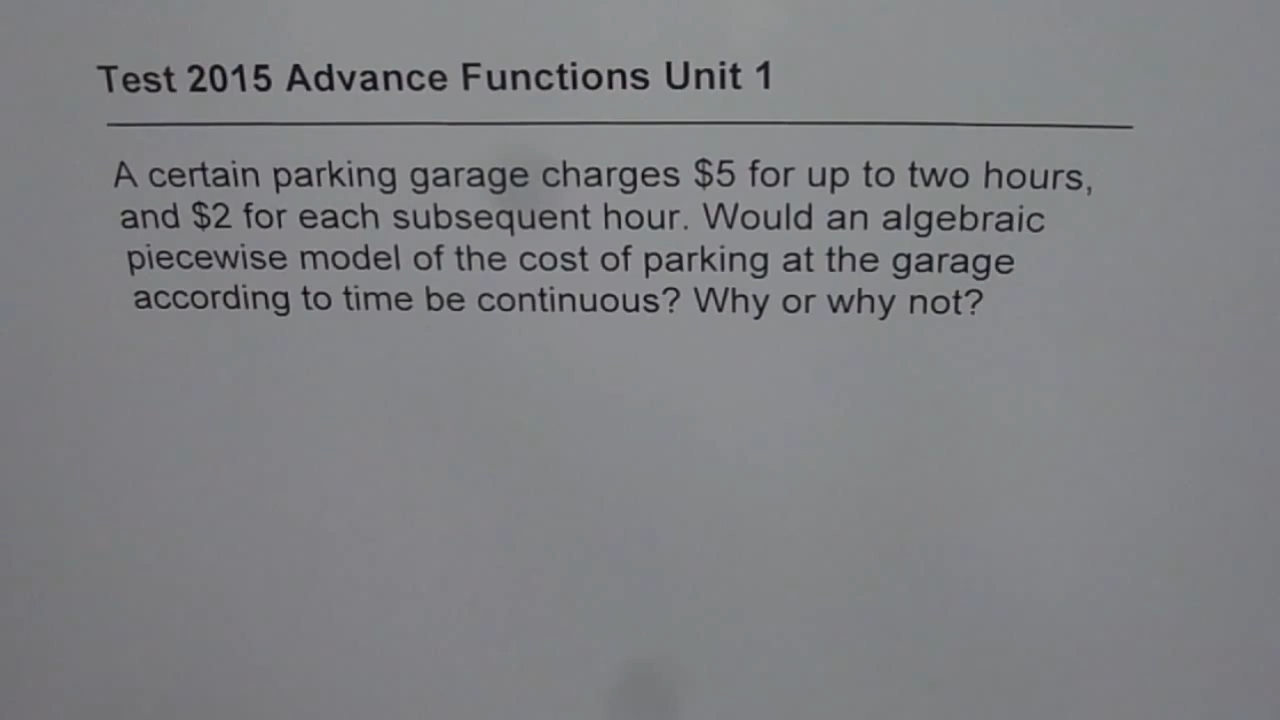 Test 2015 Advance Functions Unit 1
A certain parking garage charges $5 for up to two hours,
and $2 for each subsequent hour. Would an algebraic
piecewise model of the cost of parking at the garage
according to time be continuous? Why or why not?